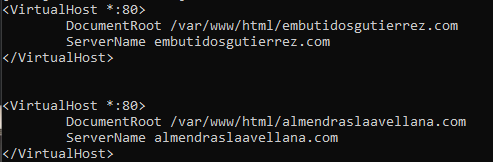 <VirtualHost *:80>
DocumentRoot /var/www/html/embutidosgutierrez.com
ServerName embutidosgutierrez.com
</VirtualHost>
<VirtualHost *:80>
DocumentRoot /var/www/html/almendraslaavellana.com
ServerName almendraslaavellana.com
</VirtualHost>